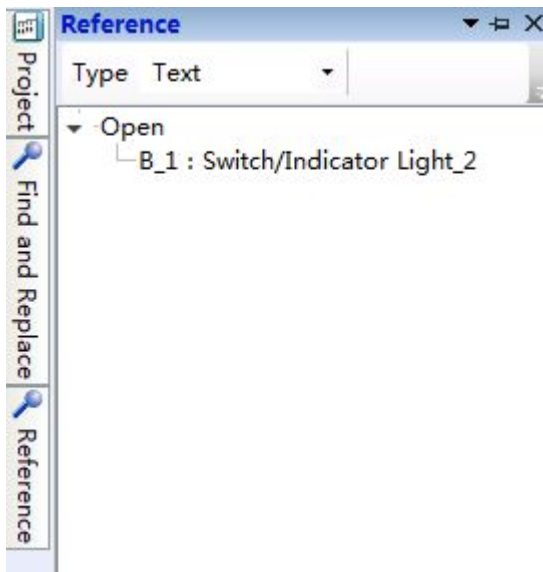 Reference
Type Text
Open
B_1 : Switch/Indicator Light_2
Project
Find and Replace
Reference